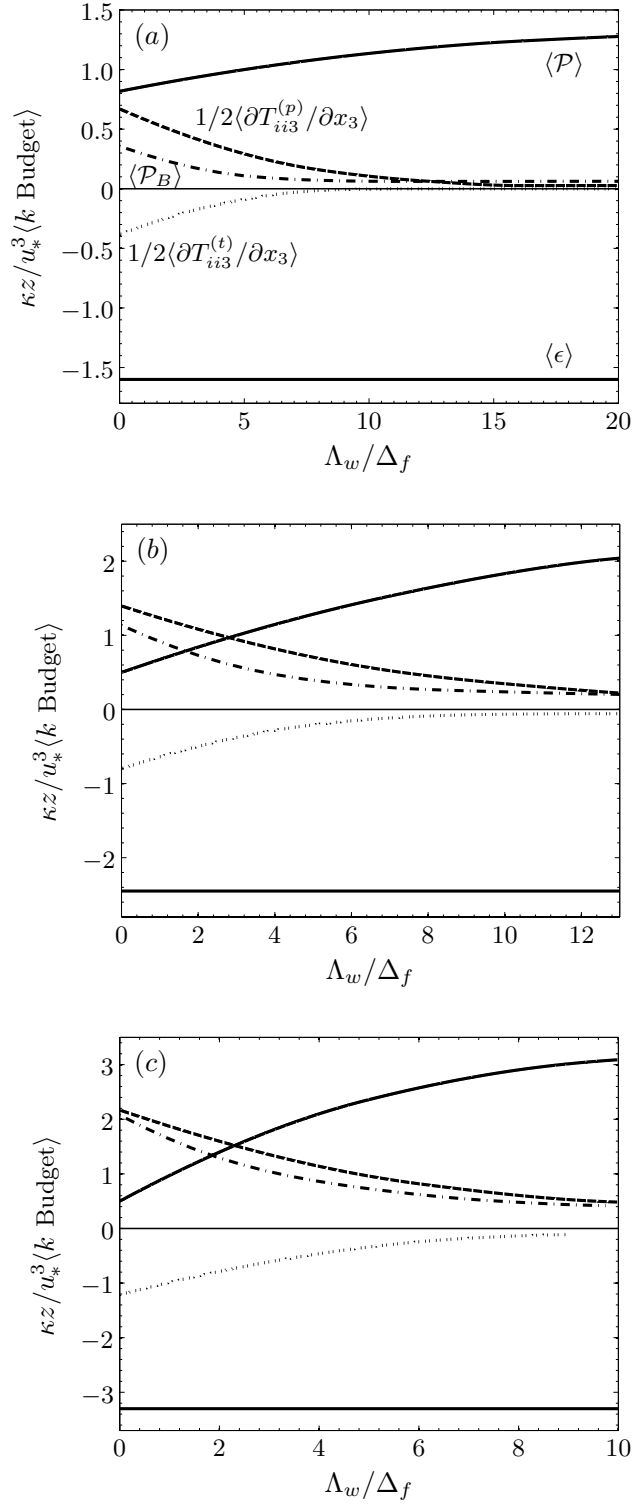 (a)
1.5
1.0
0.5
0
−0.5
−1.0
−1.5
κz/u_*^3⟨k Budget⟩
⟨𝒫⟩
1/2⟨∂T_{ii3}^{(p)}/∂x_3⟩
⟨𝒫_B⟩
1/2⟨∂T_{ii3}^{(t)}/∂x_3⟩
⟨ϵ⟩
0 5 10 15 20
Λ_w/Δ_f
(b)
2
1
0
−1
−2
κz/u_*^3⟨k Budget⟩
0 2 4 6 8 10 12
Λ_w/Δ_f
(c)
3
2
1
0
−1
−2
−3
κz/u_*^3⟨k Budget⟩
0 2 4 6 8 10
Λ_w/Δ_f